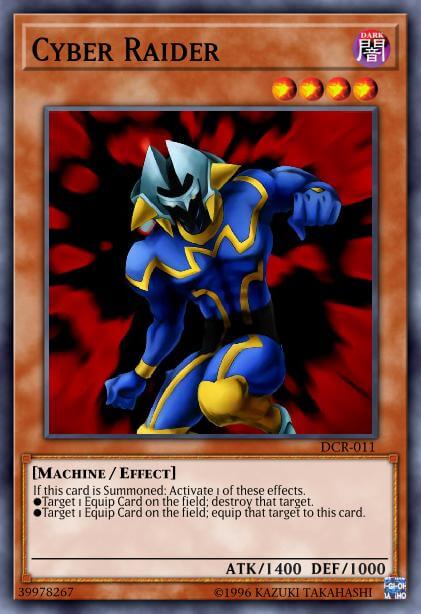 CYBER RAIDER
DARK
闇
DCR-011
[MACHINE / EFFECT]
If this card is Summoned: Activate 1 of these effects.
●Target 1 Equip Card on the field; destroy that target.
●Target 1 Equip Card on the field; equip that target to this card.
ATK/1400 DEF/1000
39978267
©1996 KAZUKI TAKAHASHI